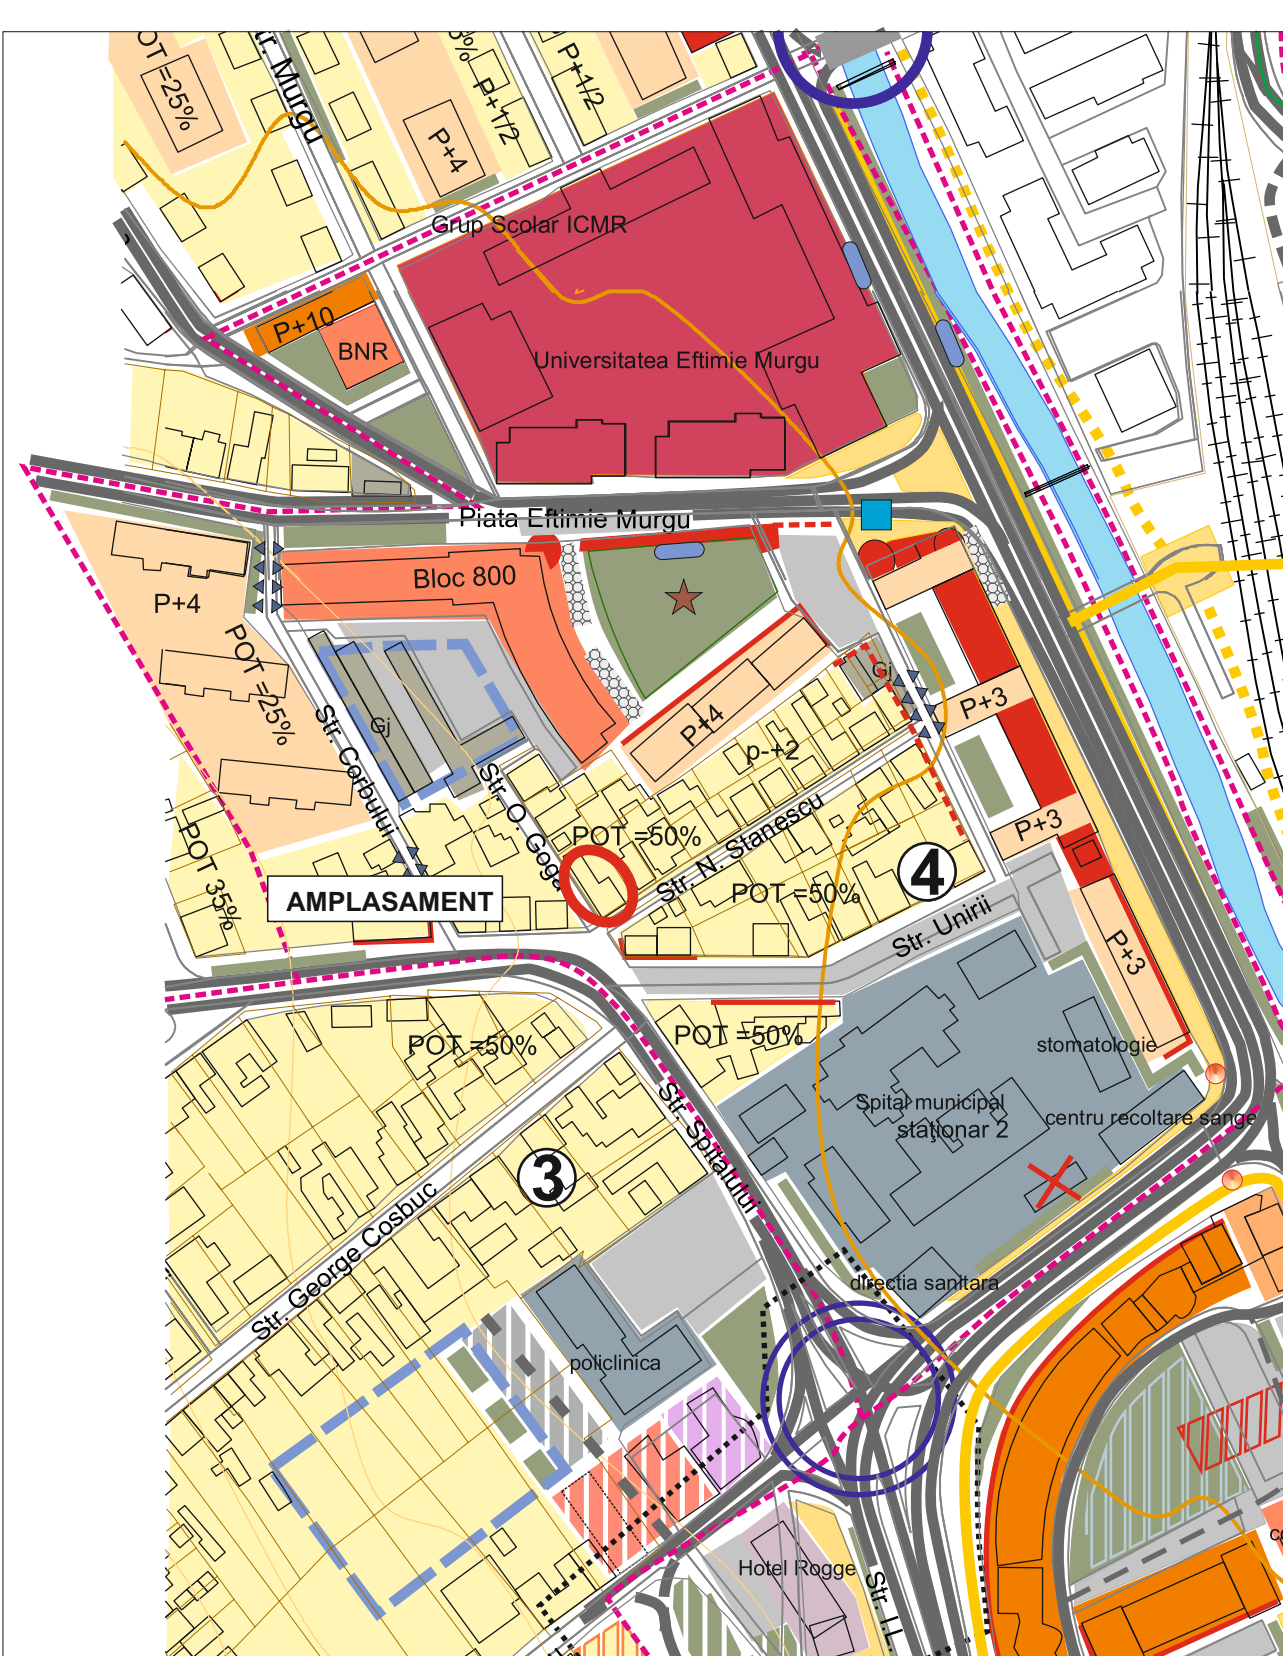 OT =25%
tr. Murgu
P+4
P+1/2
P+1/2
Grup Scolar ICMR
P+10
BNR
Universitatea Eftimie Murgu
Piata Eftimie Murgu
Bloc 800
P+4
POT =25%
Gj
Gj
P+3
P+4
p-+2
Str. Corbului
Str. O. Goga
POT =50%
Str. N. Stanescu
P+3
POT 35%
AMPLASAMENT
POT =50%
4
Str. Unirii
P+3
POT =50%
POT =50%
stomatologie
Str. Spitalului
Spital municipal
staţionar 2
centru recoltare sange
3
Str. George Cosbuc
directia sanitara
policlinica
Hotel Rogge
Str. I.L.